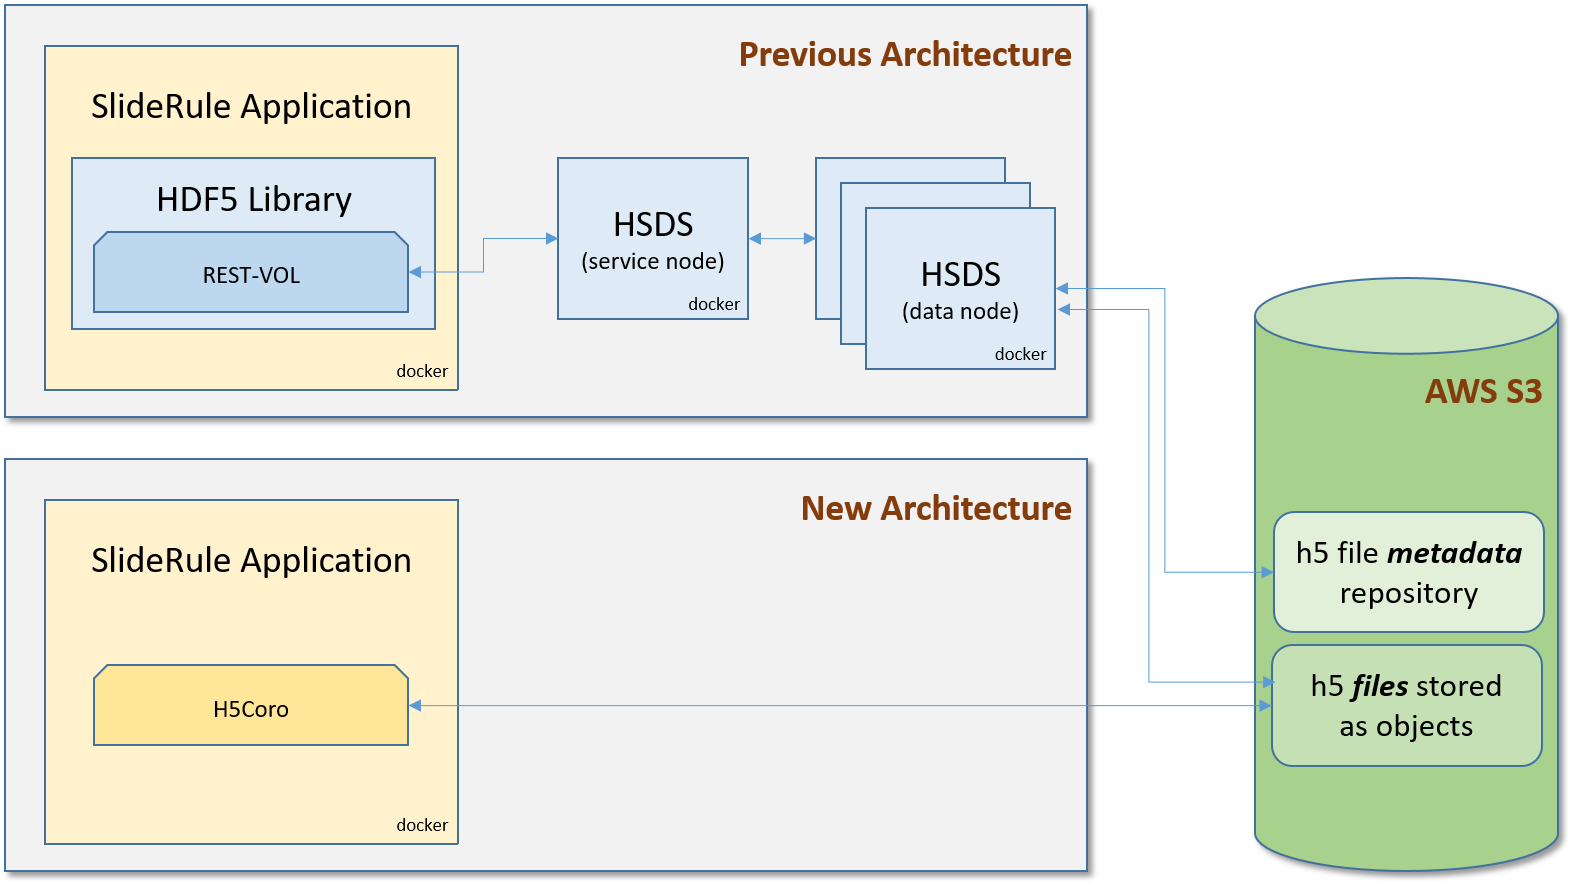 Previous Architecture
SlideRule Application
HDF5 Library
REST-VOL
docker
HSDS
(service node)
docker
HSDS
(data node)
docker
New Architecture
SlideRule Application
H5Coro
docker
AWS S3
h5 file metadata
repository
h5 files stored
as objects